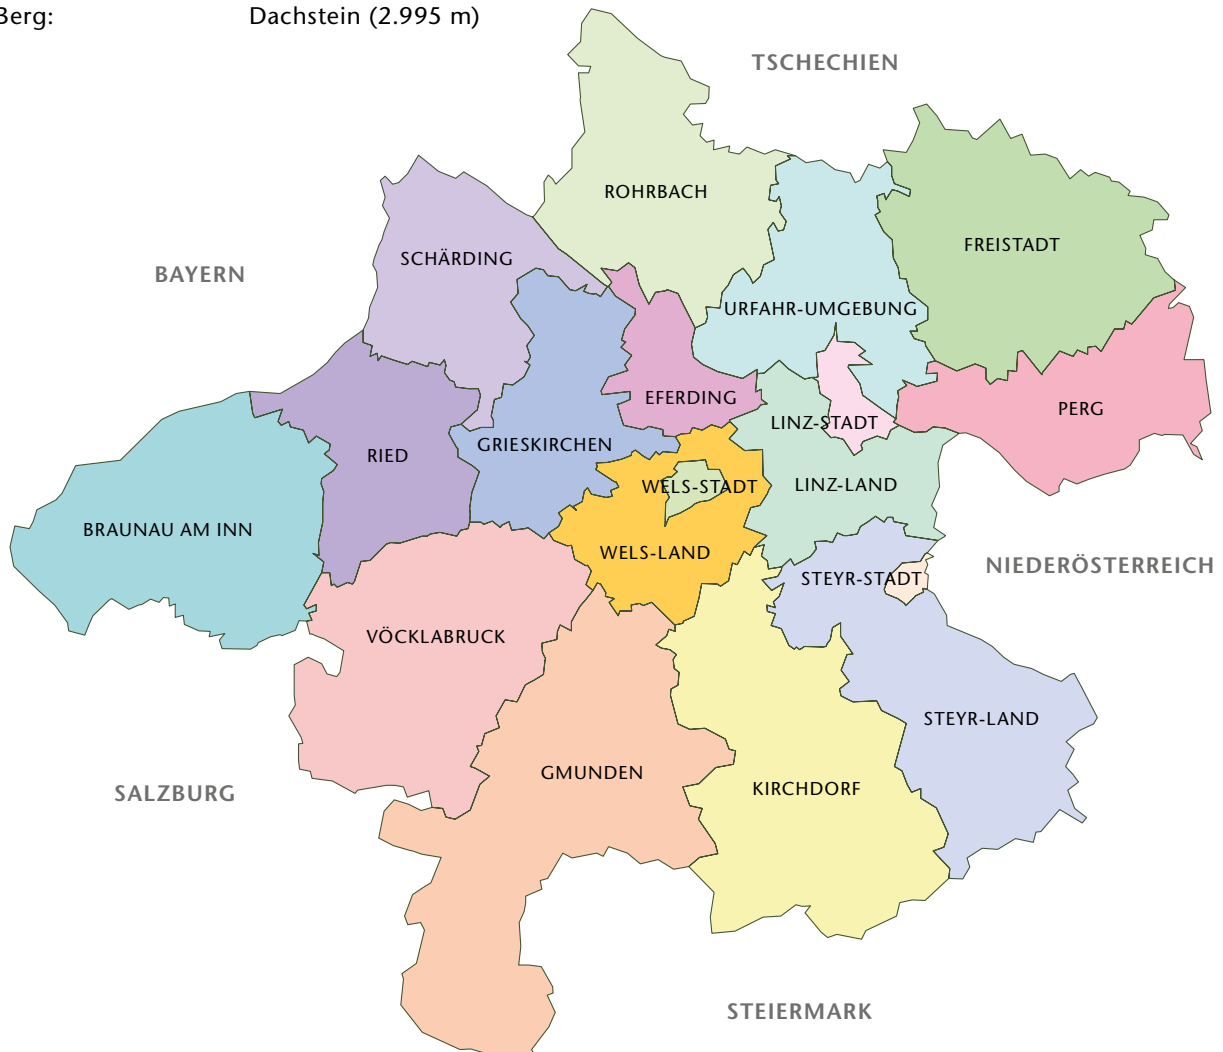 Berg: Dachstein (2.995 m)
TSCHECHIEN
ROHRBACH
FREISTADT
SCHÄRDING
BAYERN
URFAHR-UMGEBUNG
EFERDING
PERG
LINZ-STADT
GRIESKIRCHEN
RIED
WELS-STADT
LINZ-LAND
BRAUNAU AM INN
WELS-LAND
NIEDERÖSTERREICH
STEYR-STADT
VÖCKLABRUCK
STEYR-LAND
GMUNDEN
KIRCHDORF
SALZBURG
STEIERMARK